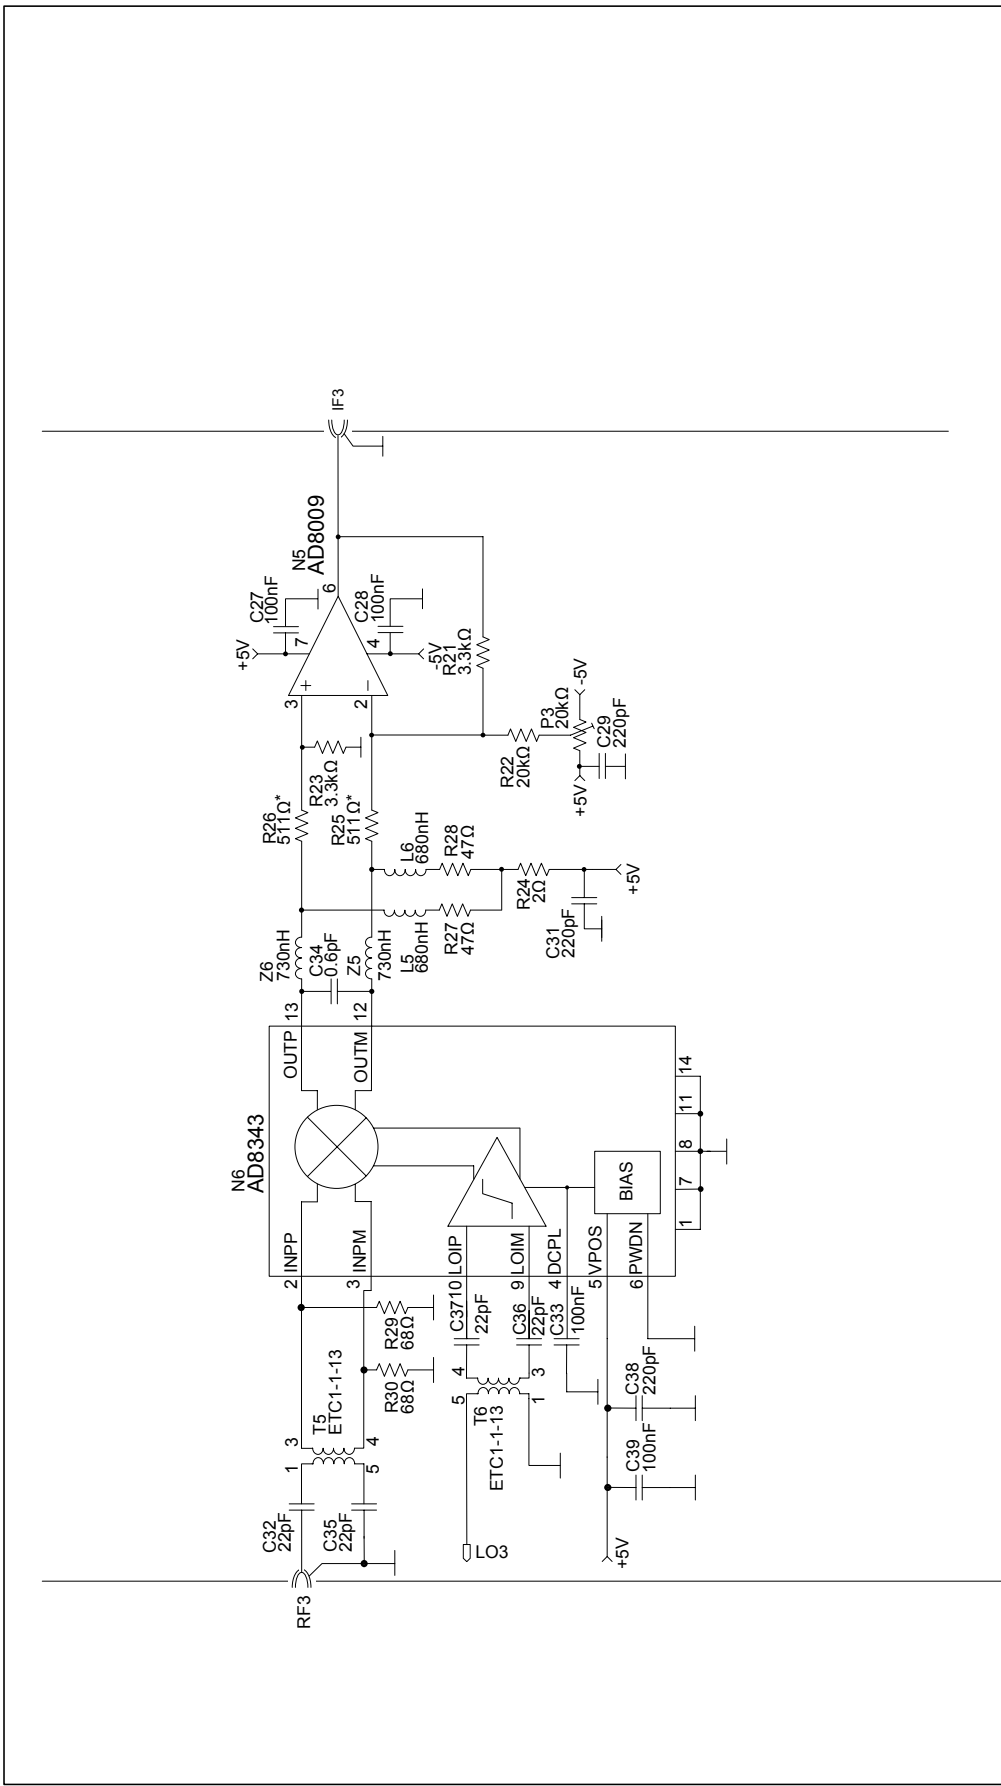 RF3
C32
22pF
C35
22pF
1
5
3
4
T5
ETC1-1-13
R30
68Ω
R29
68Ω
2
INPP
3
INPM
N6
AD8343
OUTP
13
OUTM
12
Z6
730nH
C34
0.6pF
Z5
730nH
L5
680nH
L6
680nH
R27
47Ω
R28
47Ω
R24
2Ω
C31
220pF
+5V
R26
511Ω*
R25
511Ω*
R23
3.3kΩ
R22
20kΩ
P3
20kΩ
+5V
-5V
C29
220pF
3
+
2
–
+5V
7
C27
100nF
4
-5V
C28
100nF
R21
3.3kΩ
N5
AD8009
6
IF3
LO3
5
4
T6
ETC1-1-13
1
3
C37
22pF
10
LOIP
C36
22pF
9
LOIM
C33
100nF
4
DCPL
5
VPOS
6
PWDN
BIAS
1
7
8
11
14
+5V
C39
100nF
C38
220pF